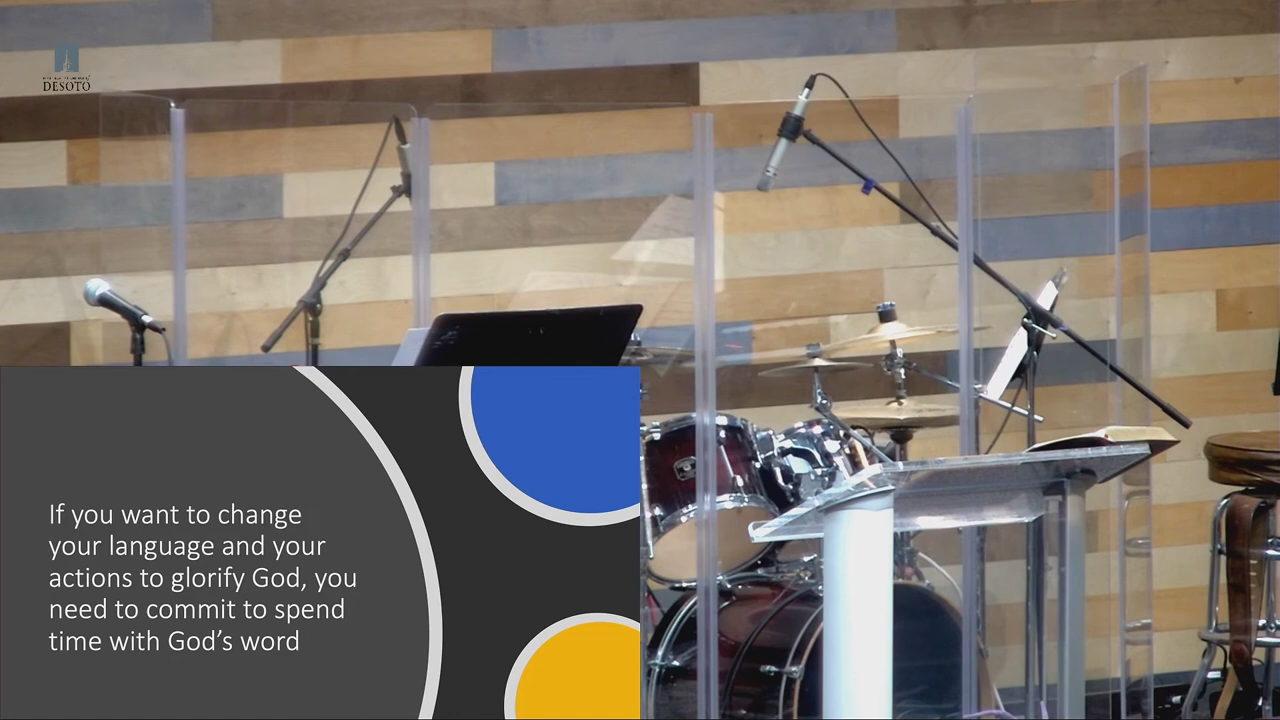 DESOTO
If you want to change
your language and your
actions to glorify God, you
need to commit to spend
time with God’s word